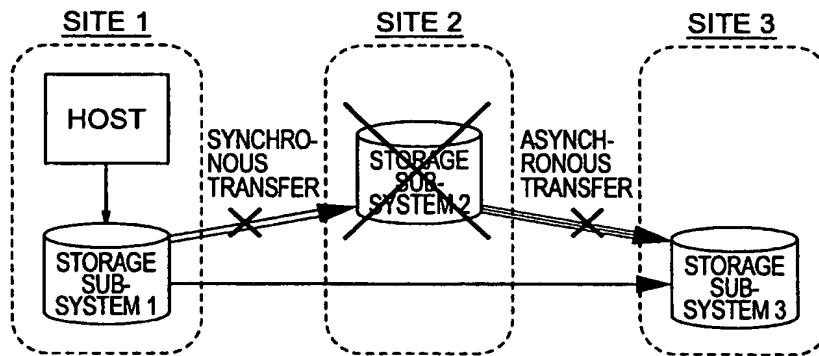 SITE 1
SITE 2
SITE 3
HOST
SYNCHRO-
NOUS
TRANSFER
STORAGE
SUB-
SYSTEM 2
ASYNCH-
RONOUS
TRANSFER
STORAGE
SUB-
SYSTEM 1
STORAGE
SUB-
SYSTEM 3